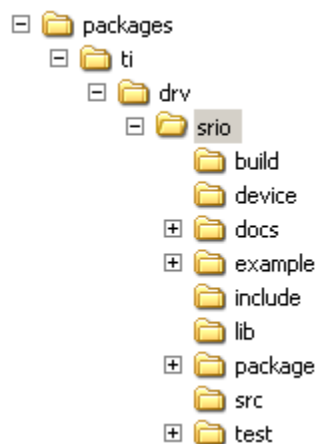 packages
ti
drv
srio
build
device
docs
example
include
lib
package
src
test